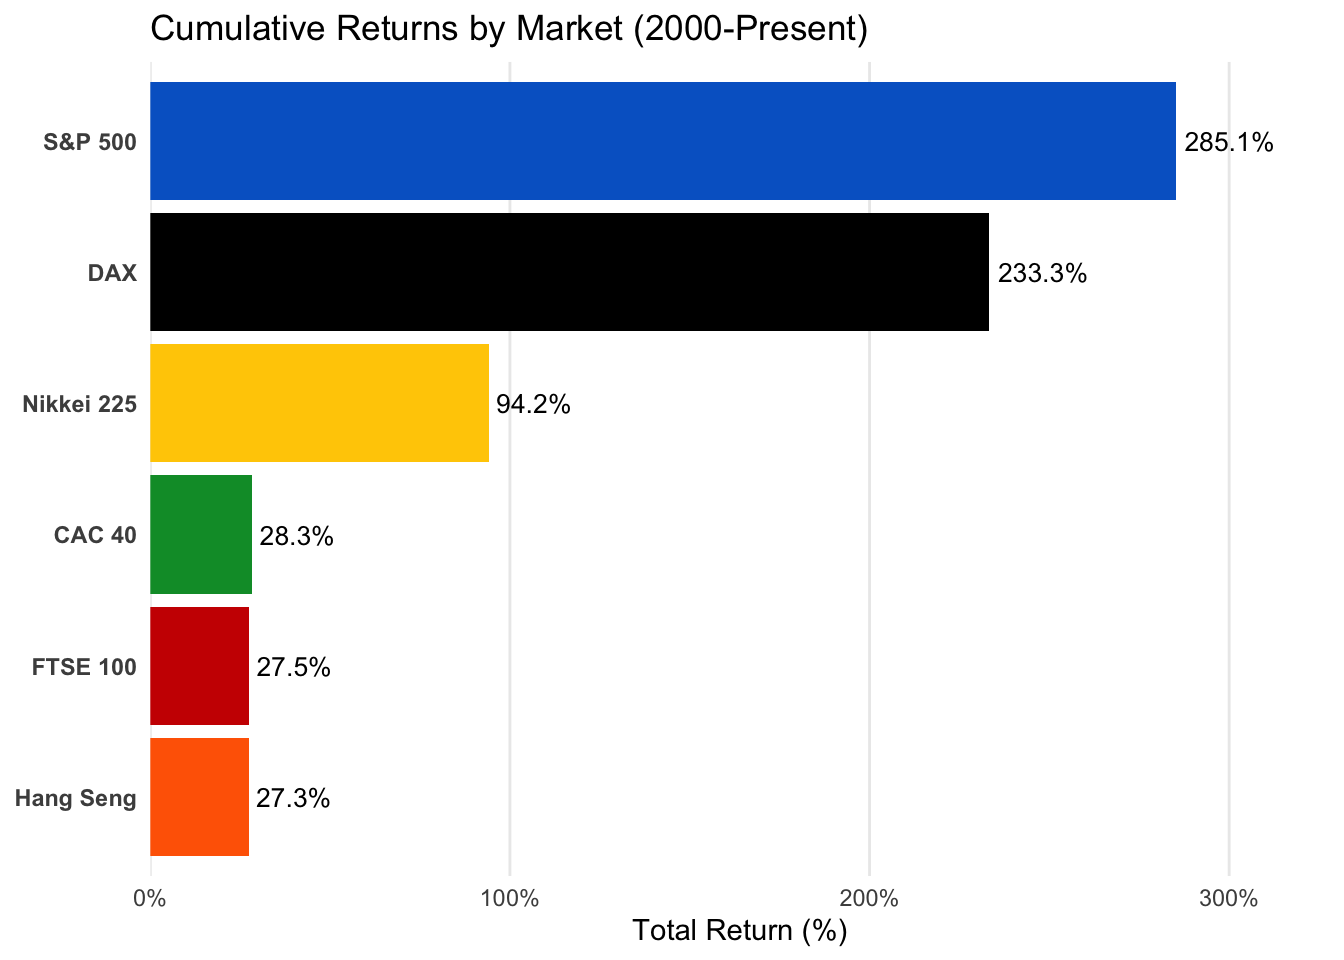 Cumulative Returns by Market (2000-Present)
S&P 500 285.1%
DAX 233.3%
Nikkei 225 94.2%
CAC 40 28.3%
FTSE 100 27.5%
Hang Seng 27.3%
0% 100% 200% 300%
Total Return (%)